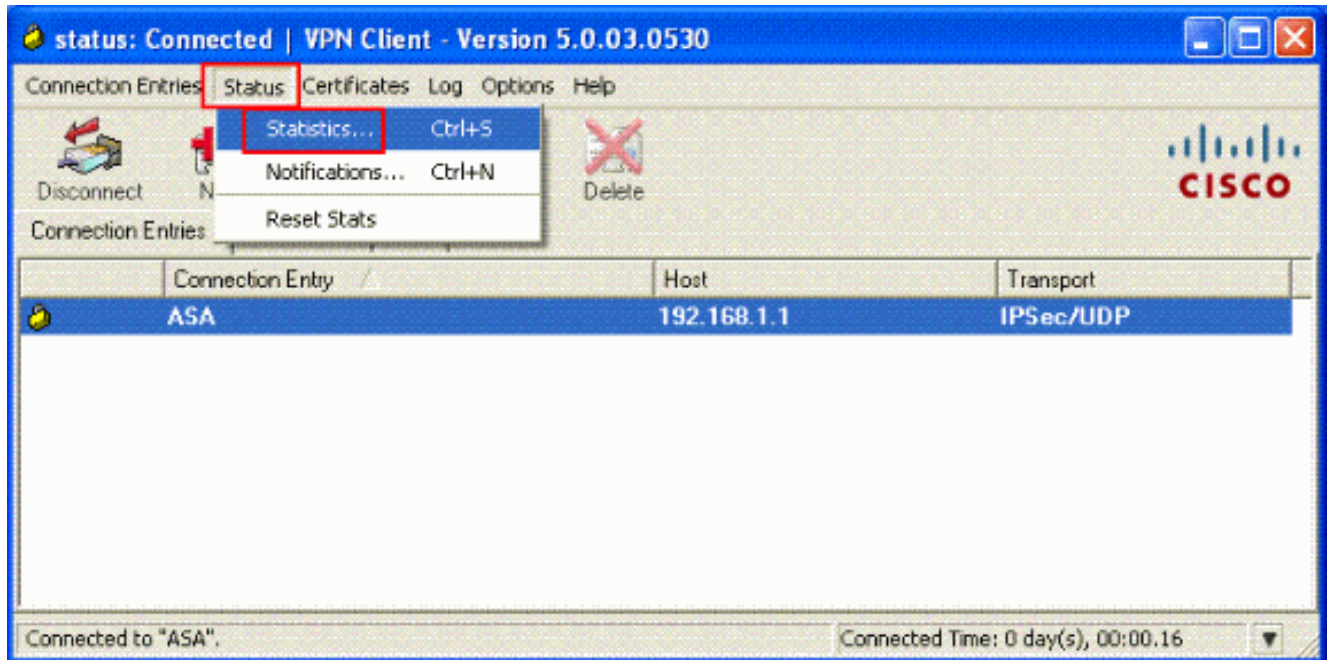 status: Connected | VPN Client - Version 5.0.03.0530
Connection Entries Status Certificates Log Options Help
Statistics... Ctrl+S
Notifications... Ctrl+N
Reset Stats
Disconnect
Delete
CISCO
Connection Entries
Connection Entry Host Transport
ASA 192.168.1.1 IPSec/UDP
Connected to "ASA".
Connected Time: 0 day(s), 00:00.16